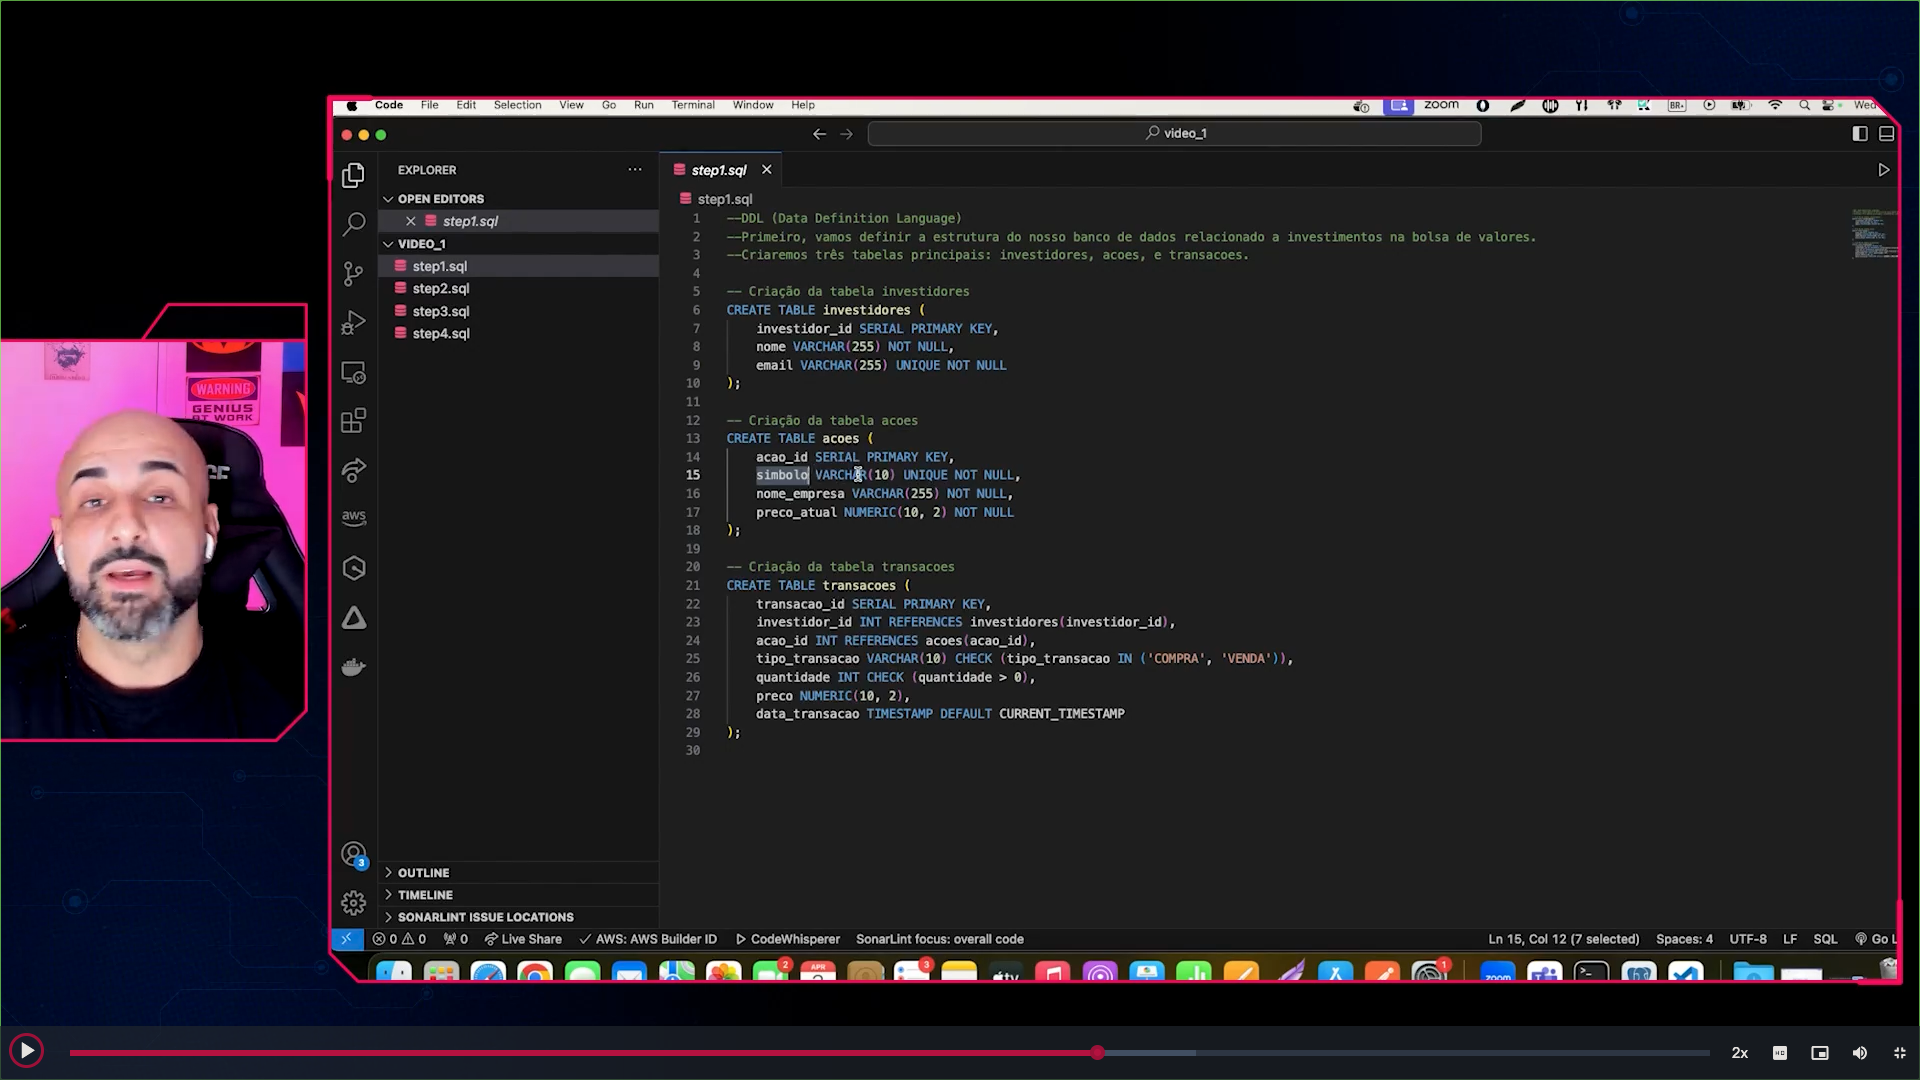 WARNING
GENIUS
AT WORK
Code File Edit Selection View Go Run Terminal Window Help
zoom
BR
Wed
video_1
EXPLORER
OPEN EDITORS
step1.sql
VIDEO_1
step1.sql
step2.sql
step3.sql
step4.sql
OUTLINE
TIMELINE
SONARLINT ISSUE LOCATIONS
aws
3
step1.sql
step1.sql
1 --DDL (Data Definition Language)
2 --Primeiro, vamos definir a estrutura do nosso banco de dados relacionado a investimentos na bolsa de valores.
3 --Criaremos três tabelas principais: investidores, acoes, e transacoes.
4
5 -- Criação da tabela investidores
6 CREATE TABLE investidores (
7 investidor_id SERIAL PRIMARY KEY,
8 nome VARCHAR(255) NOT NULL,
9 email VARCHAR(255) UNIQUE NOT NULL
10 );
11
12 -- Criação da tabela acoes
13 CREATE TABLE acoes (
14 acao_id SERIAL PRIMARY KEY,
15 simbolo VARCHAR(10) UNIQUE NOT NULL,
16 nome_empresa VARCHAR(255) NOT NULL,
17 preco_atual NUMERIC(10, 2) NOT NULL
18 );
19
20 -- Criação da tabela transacoes
21 CREATE TABLE transacoes (
22 transacao_id SERIAL PRIMARY KEY,
23 investidor_id INT REFERENCES investidores(investidor_id),
24 acao_id INT REFERENCES acoes(acao_id),
25 tipo_transacao VARCHAR(10) CHECK (tipo_transacao IN ('COMPRA', 'VENDA')),
26 quantidade INT CHECK (quantidade > 0),
27 preco NUMERIC(10, 2),
28 data_transacao TIMESTAMP DEFAULT CURRENT_TIMESTAMP
29 );
30
0 0 0 Live Share AWS: AWS Builder ID CodeWhisperer SonarLint focus: overall code Ln 15, Col 12 (7 selected) Spaces: 4 UTF-8 LF SQL Go L
2 APR 3 tv 1 zoom
2x HD